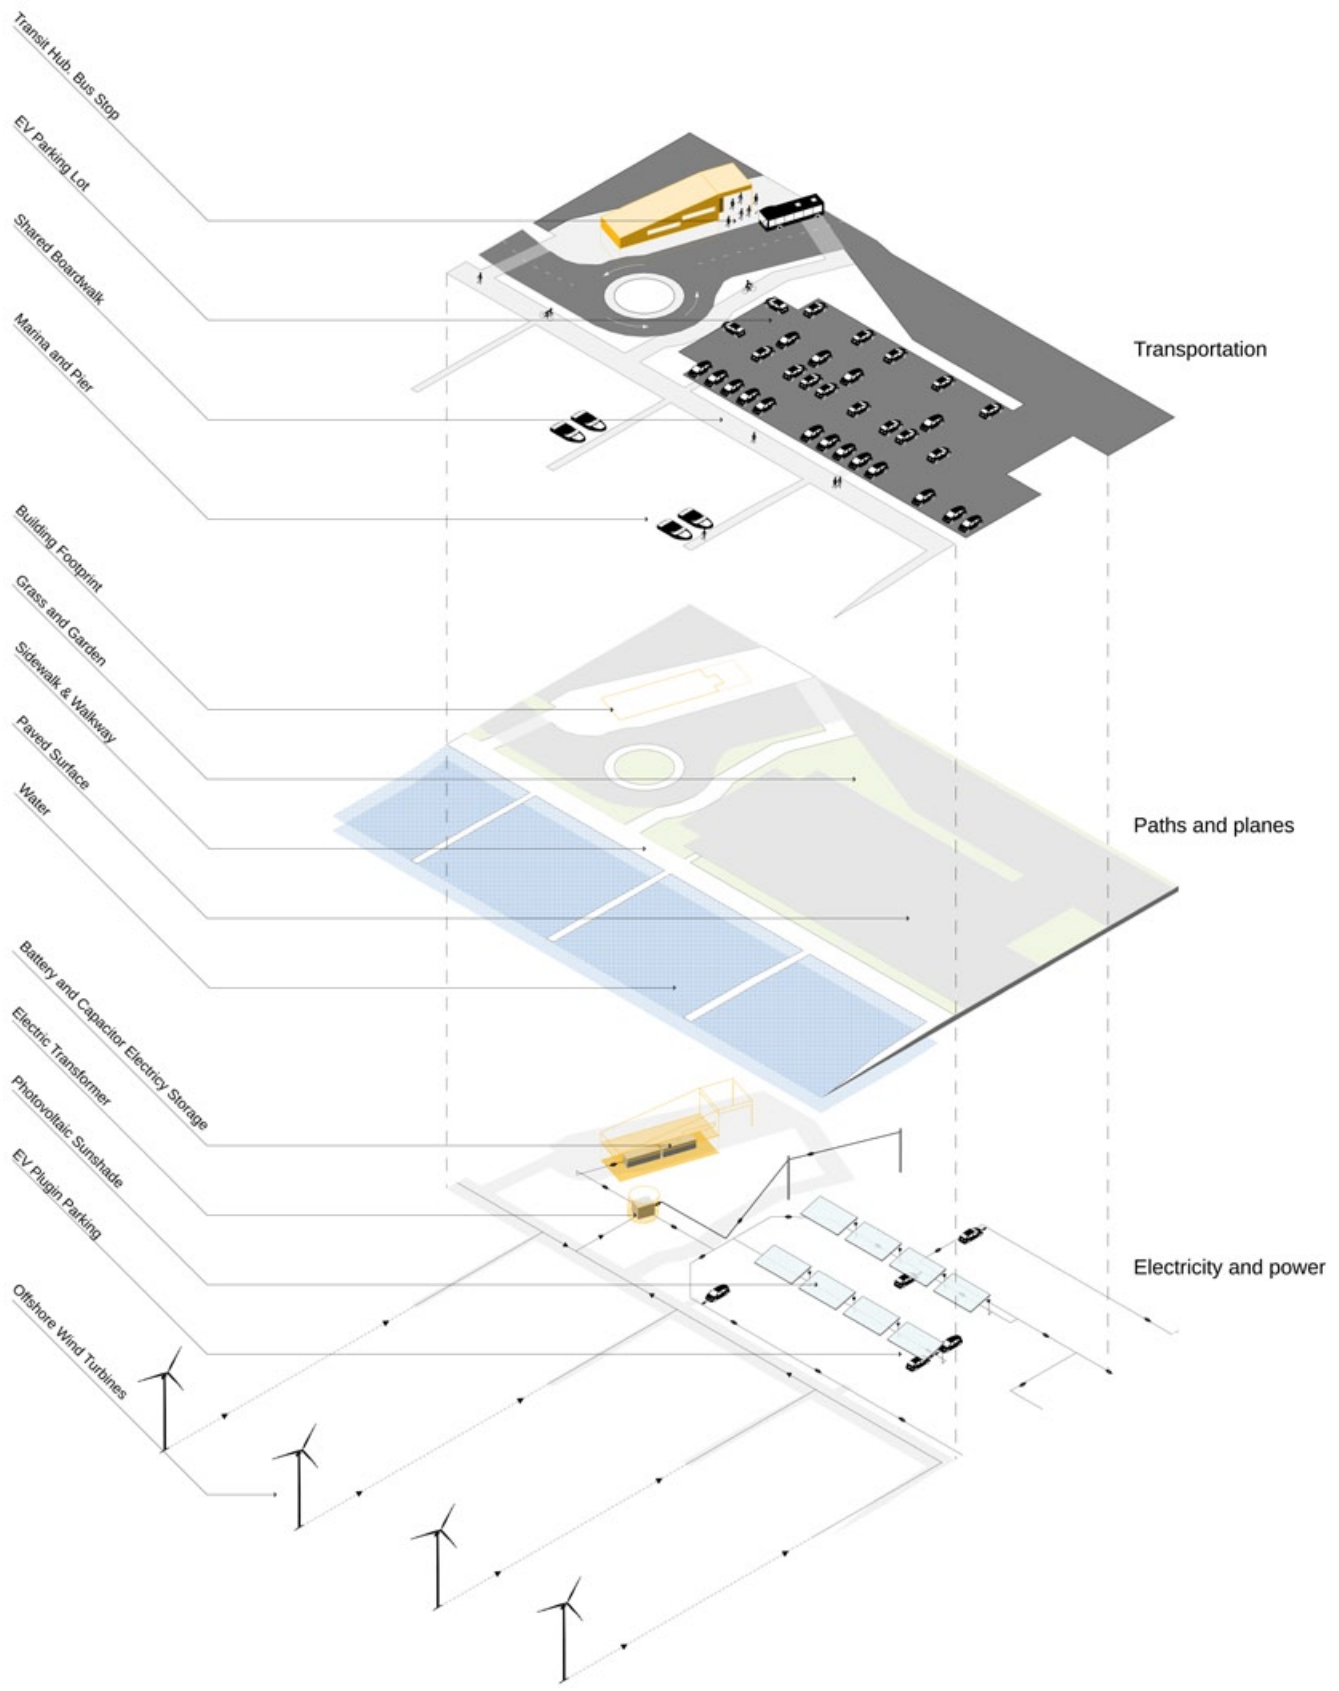 Transit Hub. Bus Stop
EV Parking Lot
Shared Boardwalk
Marina and Pier
Transportation
Building Footprint
Grass and Garden
Sidewalk & Walkway
Paved Surface
Water
Paths and planes
Battery and Capacitor Electricy Storage
Electric Transformer
Photovoltaic Sunshade
EV Plugin Parking
Offshore Wind Turbines
Electricity and power